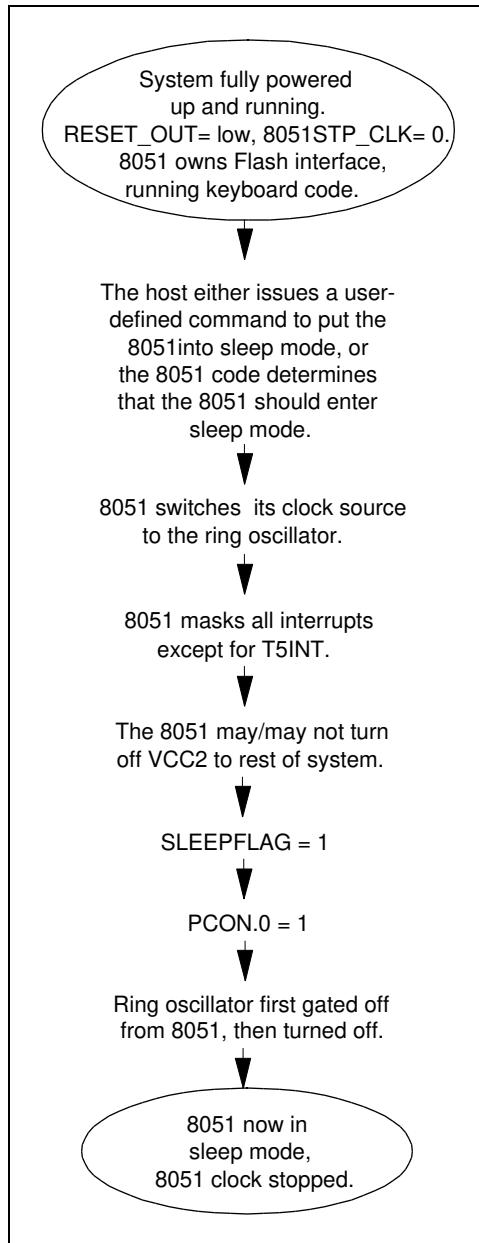 System fully powered
up and running.
RESET_OUT= low, 8051STP_CLK= 0.
8051 owns Flash interface,
running keyboard code.
The host either issues a user-
defined command to put the
8051into sleep mode, or
the 8051 code determines
that the 8051 should enter
sleep mode.
8051 switches its clock source
to the ring oscillator.
8051 masks all interrupts
except for T5INT.
The 8051 may/may not turn
off VCC2 to rest of system.
SLEEPFLAG = 1
PCON.0 = 1
Ring oscillator first gated off
from 8051, then turned off.
8051 now in
sleep mode,
8051 clock stopped.